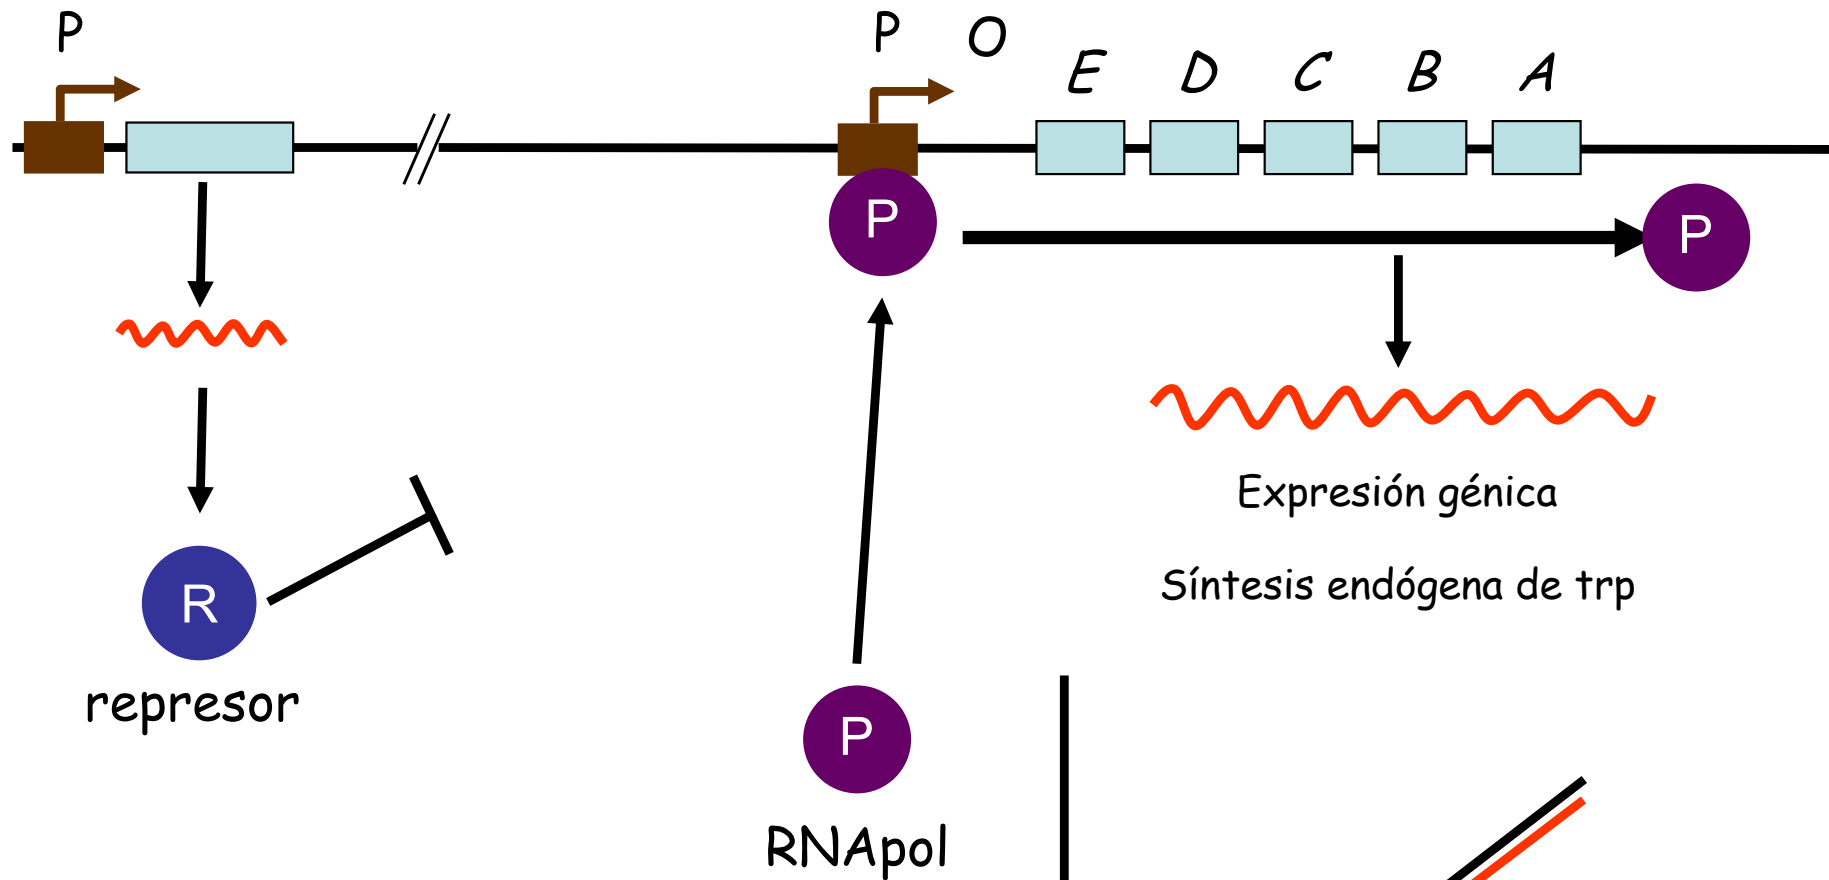 P
P O
E D C B A
P
P
Expresión génica
Síntesis endógena de trp
R
represor
P
RNApol